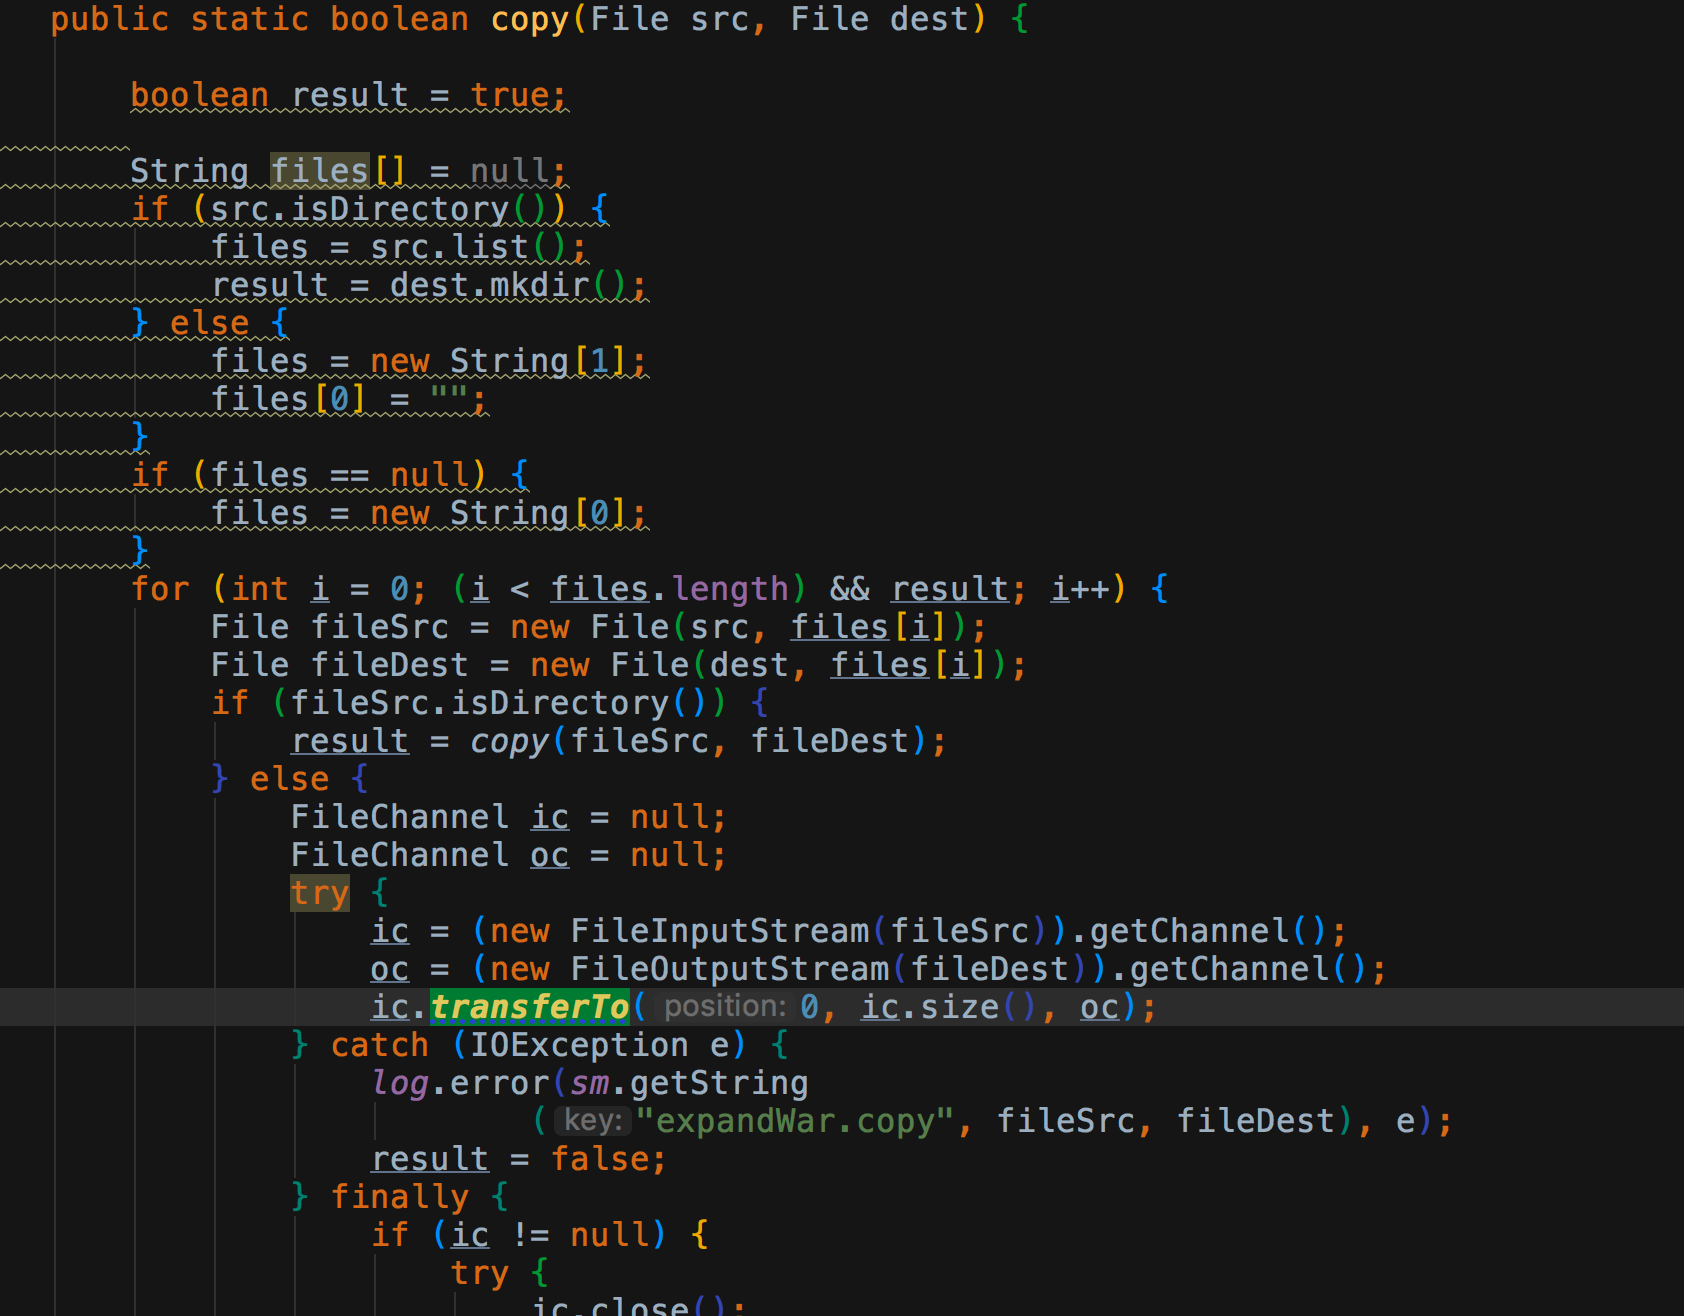 public static boolean copy(File src, File dest) {
boolean result = true;
String files[] = null;
if (src.isDirectory()) {
files = src.list();
result = dest.mkdir();
} else {
files = new String[1];
files[0] = "";
}
if (files == null) {
files = new String[0];
}
for (int i = 0; (i < files.length) && result; i++) {
File fileSrc = new File(src, files[i]);
File fileDest = new File(dest, files[i]);
if (fileSrc.isDirectory()) {
result = copy(fileSrc, fileDest);
} else {
FileChannel ic = null;
FileChannel oc = null;
try {
ic = (new FileInputStream(fileSrc)).getChannel();
oc = (new FileOutputStream(fileDest)).getChannel();
ic.transferTo( position: 0, ic.size(), oc);
} catch (IOException e) {
log.error(sm.getString
( key: "expandWar.copy", fileSrc, fileDest), e);
result = false;
} finally {
if (ic != null) {
try {
ic.close();